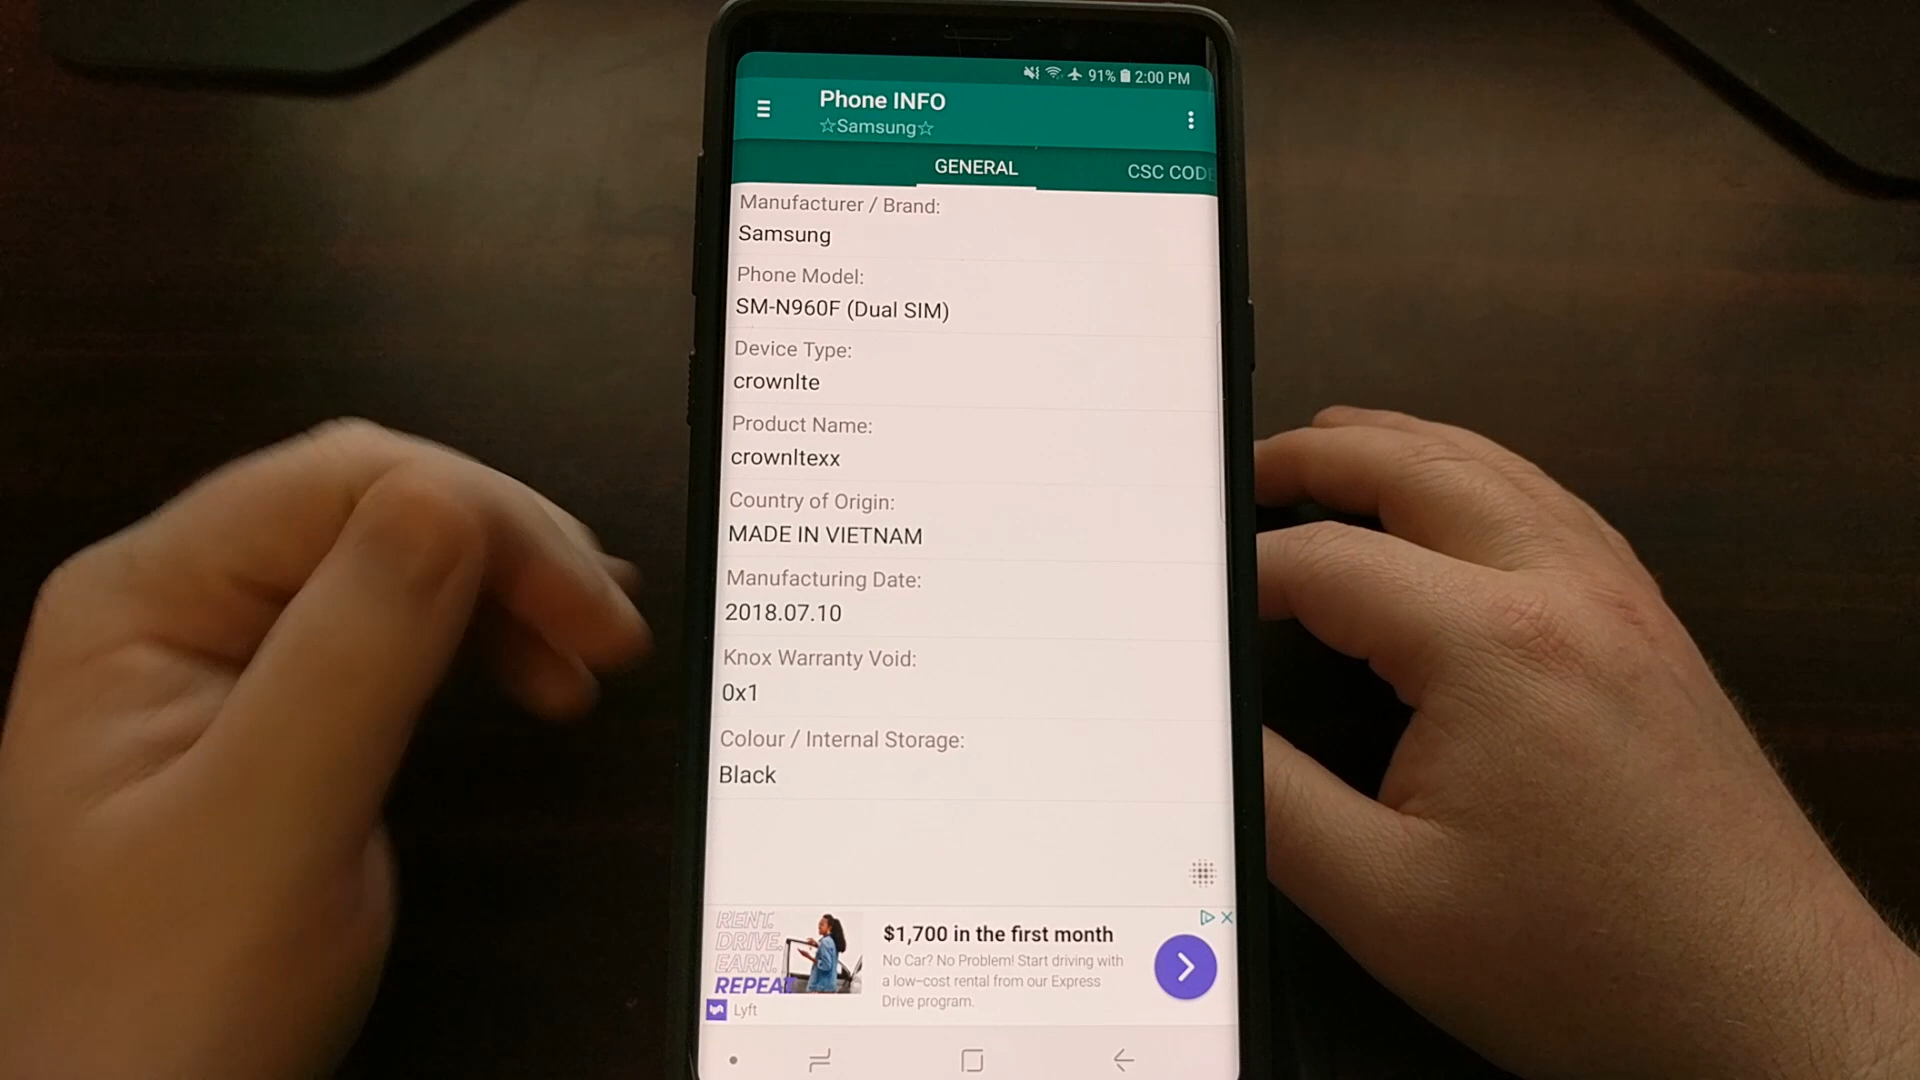 91% 2:00 PM
Phone INFO
☆Samsung☆
GENERAL CSC CODE
Manufacturer / Brand:
Samsung
Phone Model:
SM-N960F (Dual SIM)
Device Type:
crownlte
Product Name:
crownltexx
Country of Origin:
MADE IN VIETNAM
Manufacturing Date:
2018.07.10
Knox Warranty Void:
0x1
Colour / Internal Storage:
Black
RENT.
DRIVE.
EARN.
REPEAT
Lyft
$1,700 in the first month
No Car? No Problem! Start driving with
a low-cost rental from our Express
Drive program.